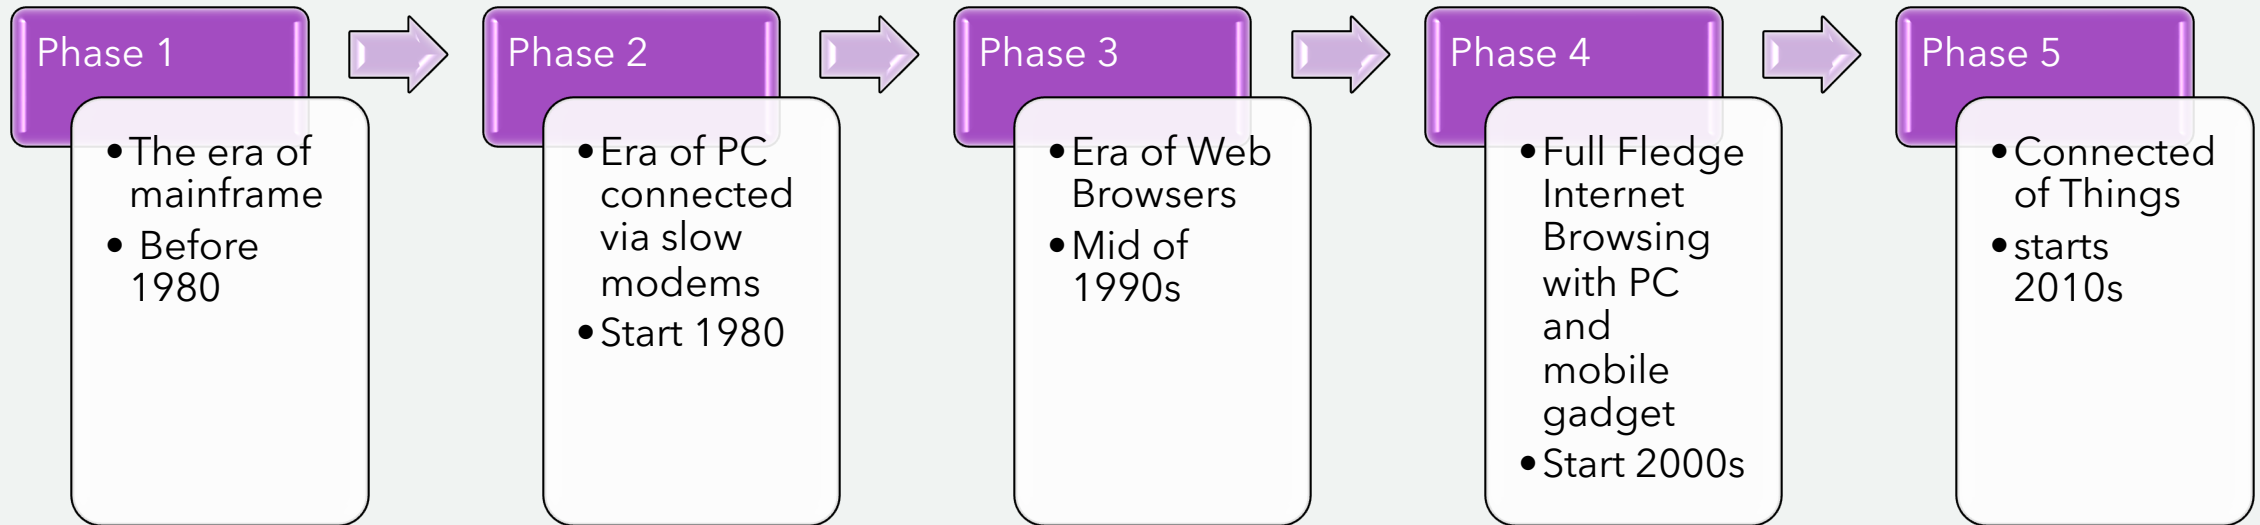 Phase 1
•The era of
mainframe
• Before
1980
Phase 2
•Era of PC
connected
via slow
modems
•Start 1980
Phase 3
•Era of Web
Browsers
•Mid of
1990s
Phase 4
•Full Fledge
Internet
Browsing
with PC
and
mobile
gadget
•Start 2000s
Phase 5
•Connected
of Things
•starts
2010s